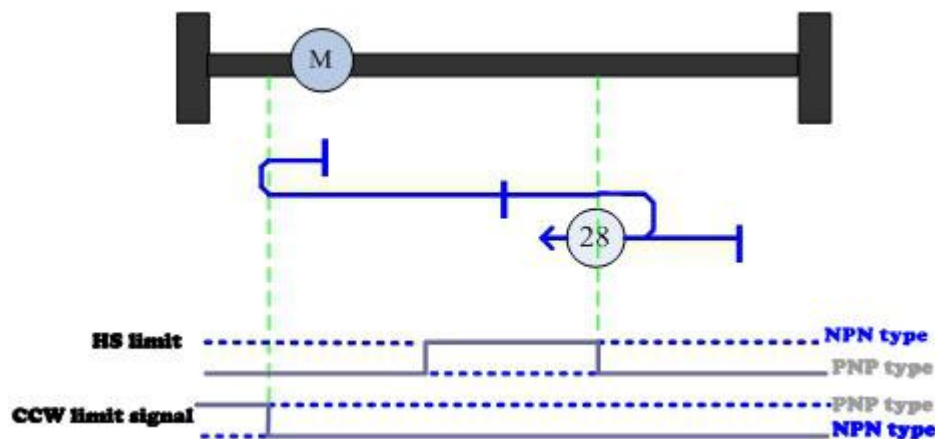 M
28
HS limit
NPN type
PNP type
CCW limit signal
PNP type
NPN type